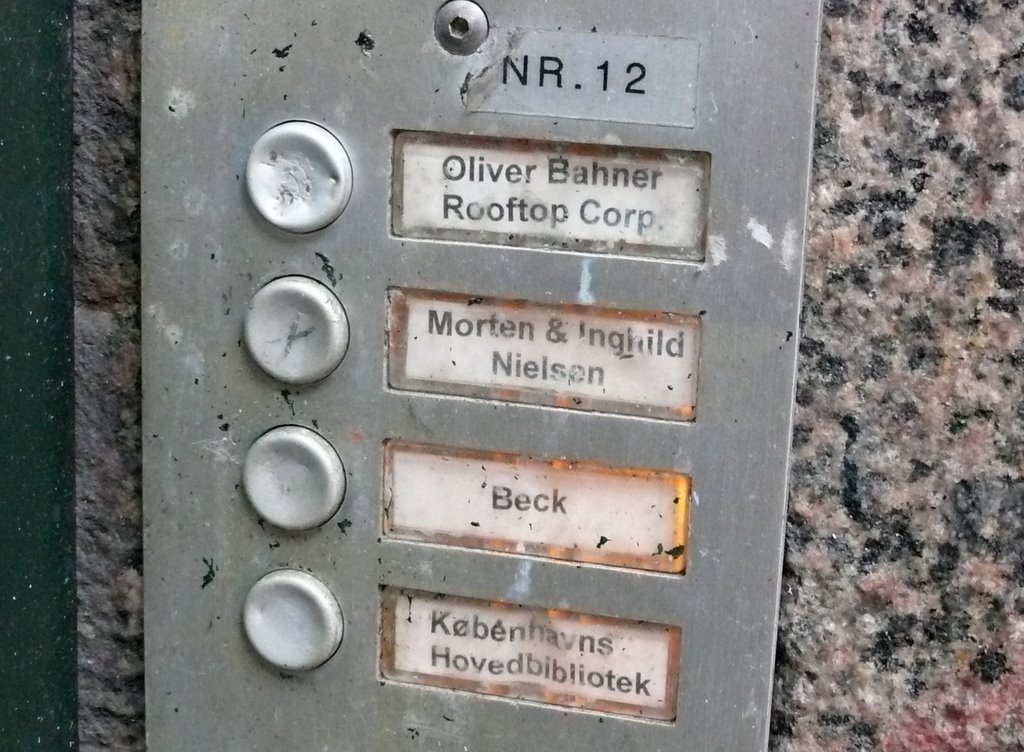 NR.12
Oliver Bahner
Rooftop Corp.
Morten & Inghild
Nielsen
Beck
Københavns
Hovedbibliotek